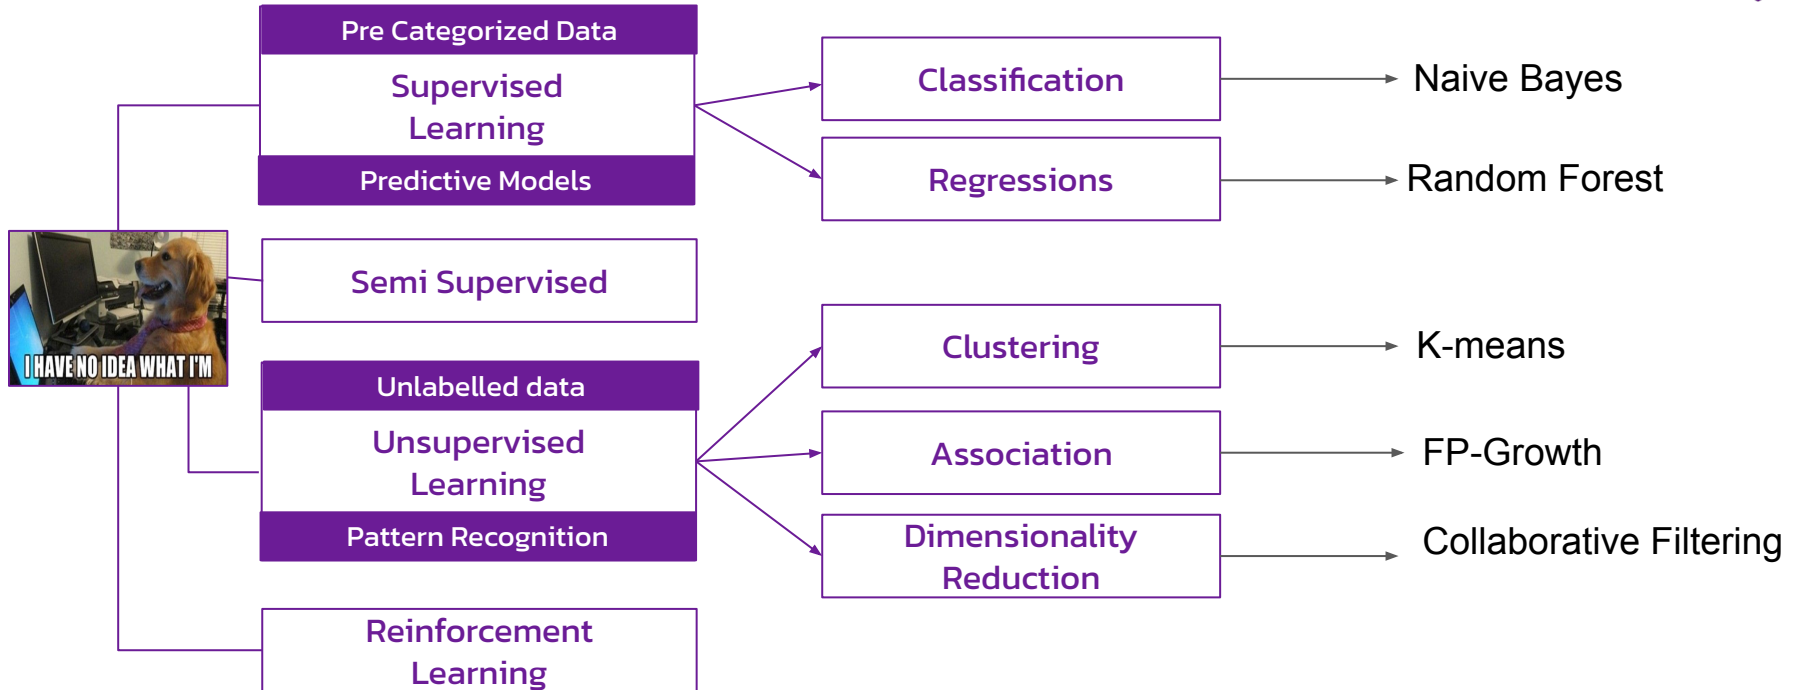 Pre Categorized Data
Supervised
Learning
Predictive Models
Classification
Naive Bayes
Regressions
Random Forest
I HAVE NO IDEA WHAT I'M
Semi Supervised
Unlabelled data
Unsupervised
Learning
Pattern Recognition
Clustering
K-means
Association
FP-Growth
Dimensionality
Reduction
Collaborative Filtering
Reinforcement
Learning